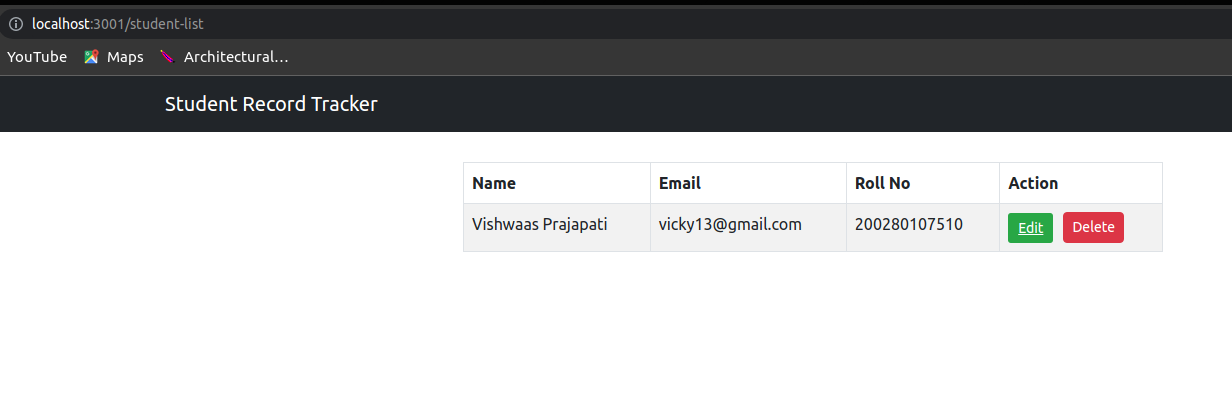 localhost:3001/student-list
YouTube Maps Architectural...
Student Record Tracker
Name Email Roll No Action
Vishwaas Prajapati vicky13@gmail.com 200280107510 Edit Delete